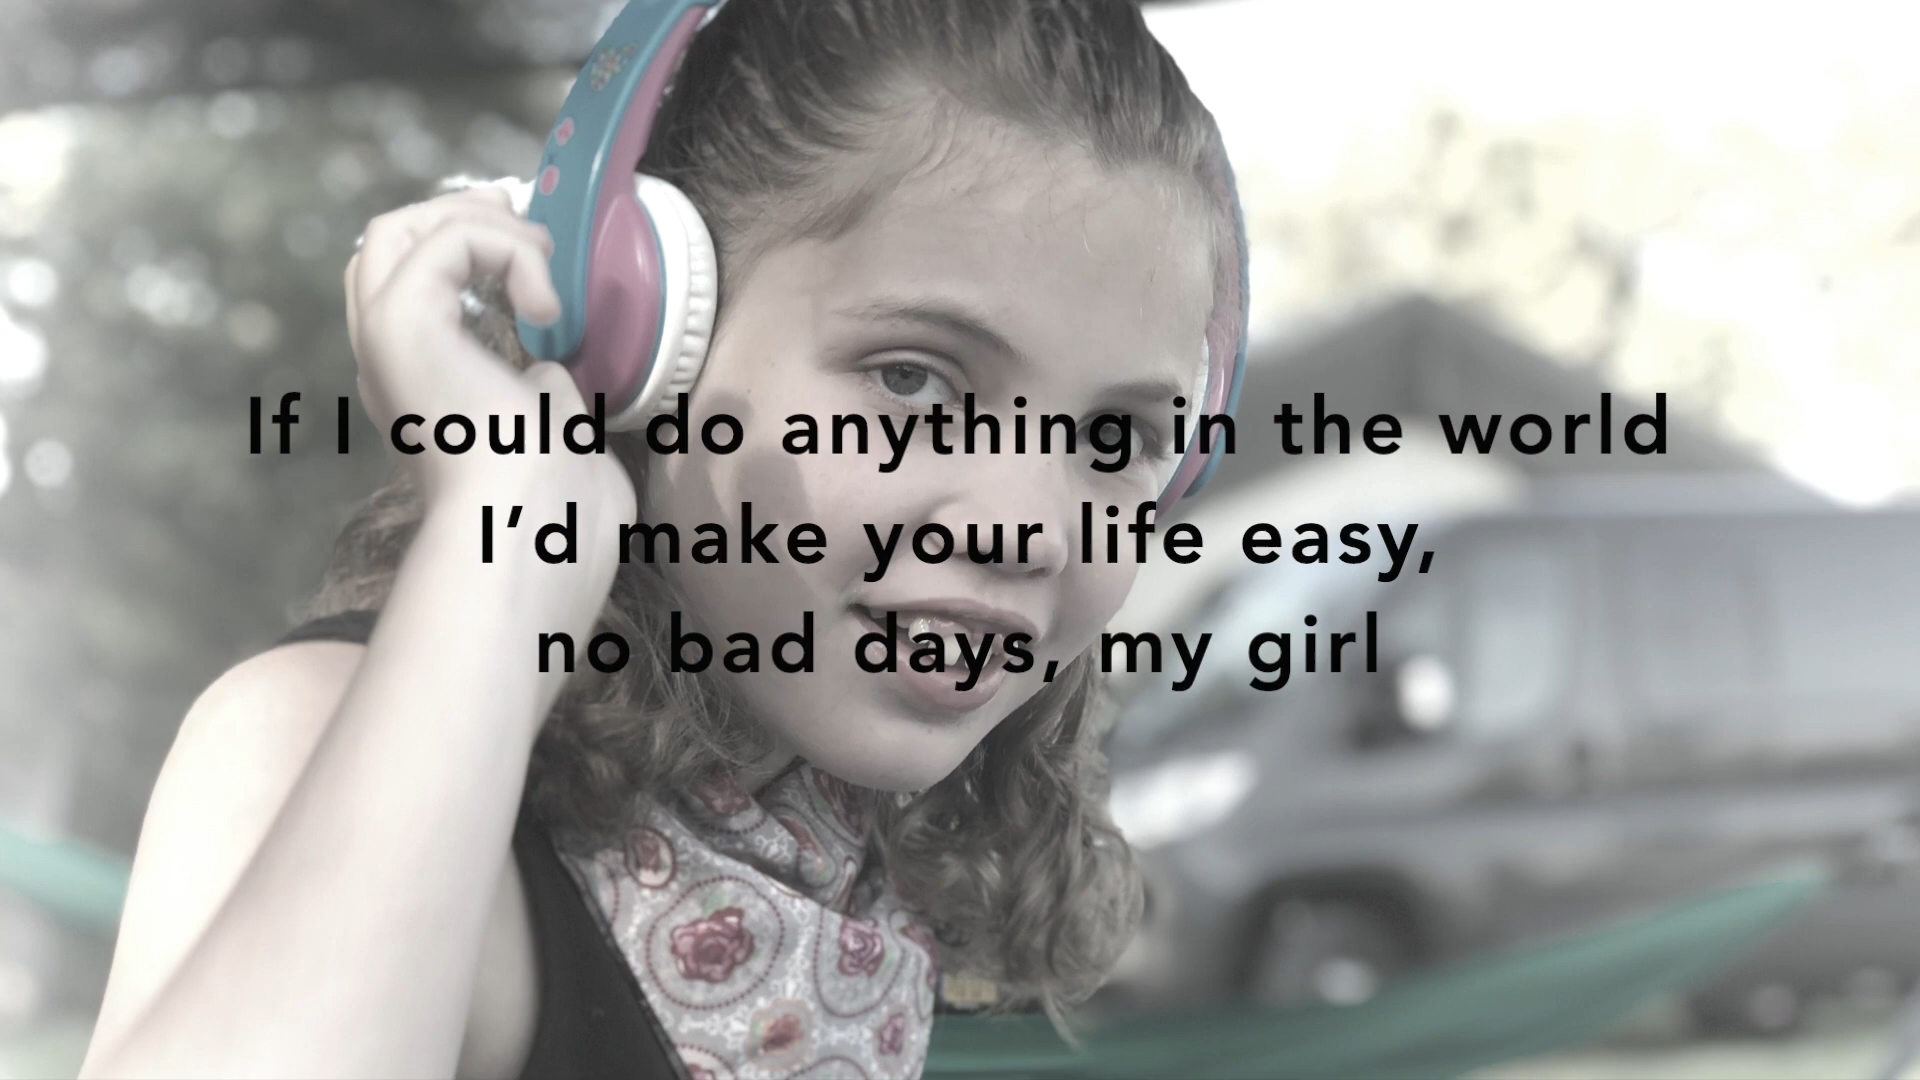 If I could do anything in the world
I’d make your life easy,
no bad days, my girl